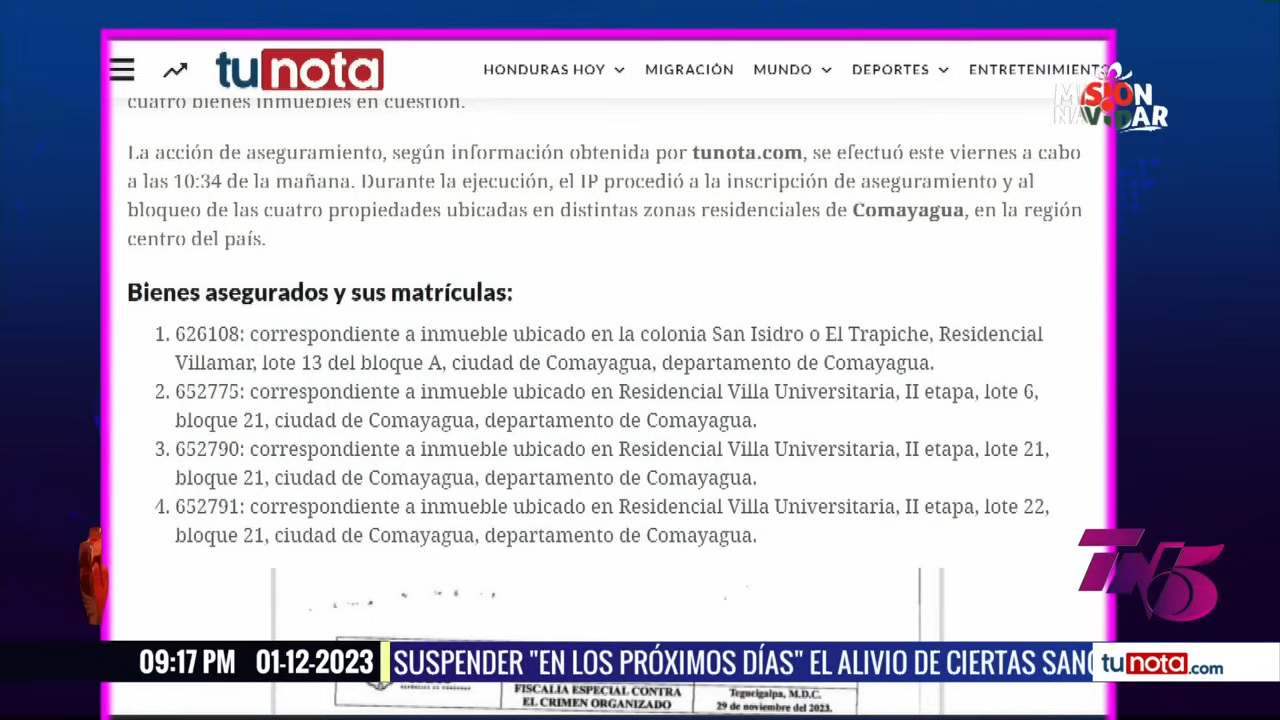 tunota
HONDURAS HOY MIGRACIÓN MUNDO DEPORTES ENTRETENIMIENTO
MISIÓN
NAVIDAR
cuatro bienes inmuebles en cuestión.
La acción de aseguramiento, según información obtenida por tunota.com, se efectuó este viernes a cabo
a las 10:34 de la mañana. Durante la ejecución, el IP procedió a la inscripción de aseguramiento y al
bloqueo de las cuatro propiedades ubicadas en distintas zonas residenciales de Comayagua, en la región
centro del país.
Bienes asegurados y sus matrículas:
1. 626108: correspondiente a inmueble ubicado en la colonia San Isidro o El Trapiche, Residencial
Villamar, lote 13 del bloque A, ciudad de Comayagua, departamento de Comayagua.
2. 652775: correspondiente a inmueble ubicado en Residencial Villa Universitaria, II etapa, lote 6,
bloque 21, ciudad de Comayagua, departamento de Comayagua.
3. 652790: correspondiente a inmueble ubicado en Residencial Villa Universitaria, II etapa, lote 21,
bloque 21, ciudad de Comayagua, departamento de Comayagua.
4. 652791: correspondiente a inmueble ubicado en Residencial Villa Universitaria, II etapa, lote 22,
bloque 21, ciudad de Comayagua, departamento de Comayagua.
TN5
09:17 PM 01-12-2023 SUSPENDER "EN LOS PRÓXIMOS DÍAS" EL ALIVIO DE CIERTAS SANC
tunota.com
FISCALIA ESPECIAL CONTRA
EL CRIMEN ORGANIZADO
Tegucigalpa, M.D.C.
29 de noviembre del 2023.